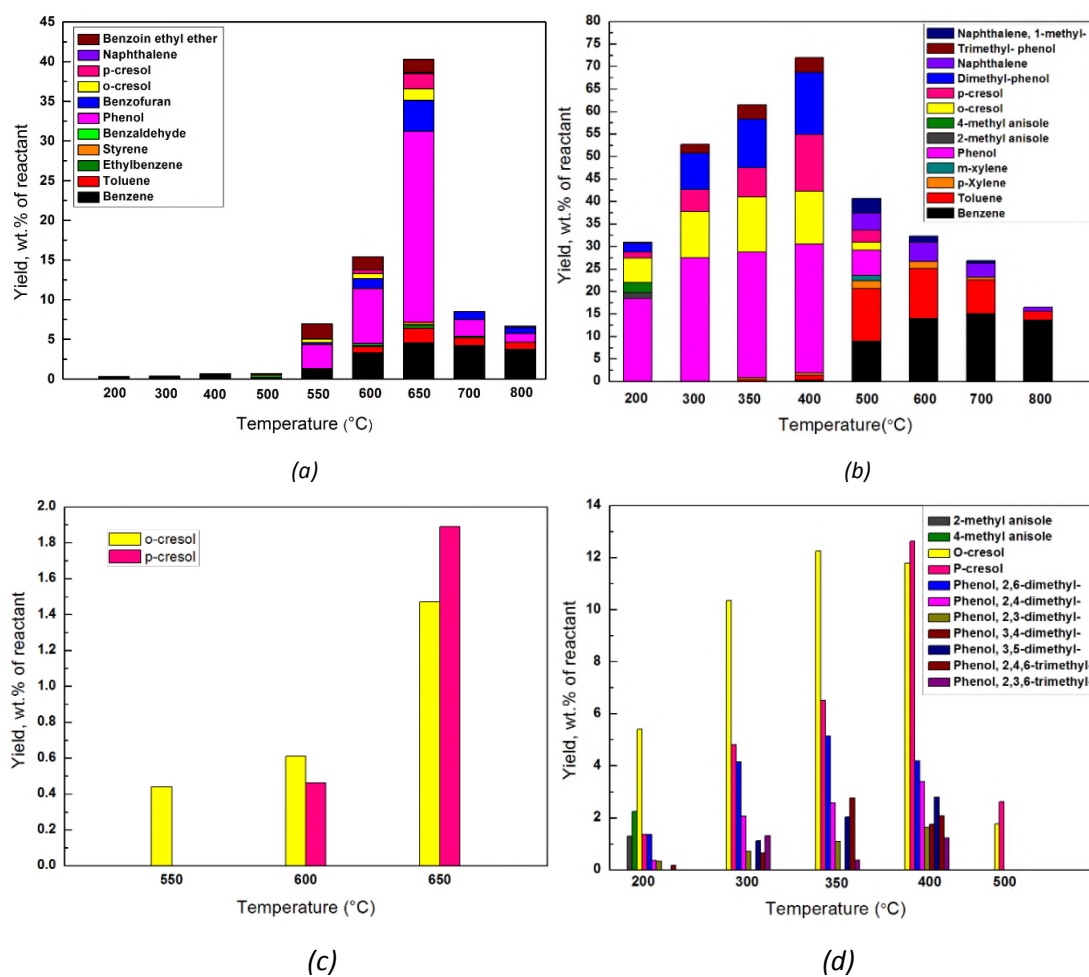 45
40
35
30
25
20
15
10
5
0
Yield, wt.% of reactant
Benzoin ethyl ether
Naphthalene
p-cresol
o-cresol
Benzofuran
Phenol
Benzaldehyde
Styrene
Ethylbenzene
Toluene
Benzene
200 300 400 500 550 600 650 700 800
Temperature (°C)
(a)
80
75
70
65
60
55
50
45
40
35
30
25
20
15
10
5
0
Yield, wt.% of reactant
Naphthalene, 1-methyl-
Trimethyl- phenol
Naphthalene
Dimethyl-phenol
p-cresol
o-cresol
4-methyl anisole
2-methyl anisole
Phenol
m-xylene
p-Xylene
Toluene
Benzene
200 300 350 400 500 600 700 800
Temperature(°C)
(b)
2.0
1.8
1.6
1.4
1.2
1.0
0.8
0.6
0.4
0.2
0.0
Yield, wt.% of reactant
o-cresol
p-cresol
550 600 650
Temperature (°C)
(c)
14
12
10
8
6
4
2
0
Yield, wt.% of reactant
2-methyl anisole
4-methyl anisole
O-cresol
P-cresol
Phenol, 2,6-dimethyl-
Phenol, 2,4-dimethyl-
Phenol, 2,3-dimethyl-
Phenol, 3,4-dimethyl-
Phenol, 3,5-dimethyl-
Phenol, 2,4,6-trimethyl-
Phenol, 2,3,6-trimethyl-
200 300 350 400 500
Temperature (°C)
(d)